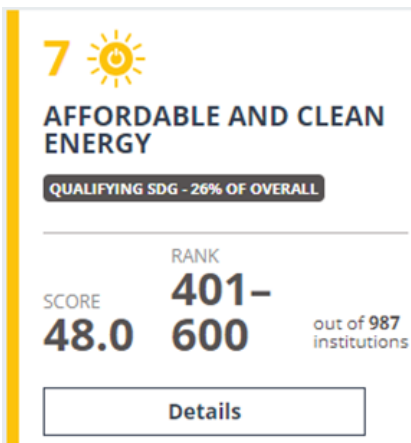 7
AFFORDABLE AND CLEAN
ENERGY
QUALIFYING SDG - 26% OF OVERALL
SCORE
48.0
RANK
401–
600
out of 987
institutions
Details